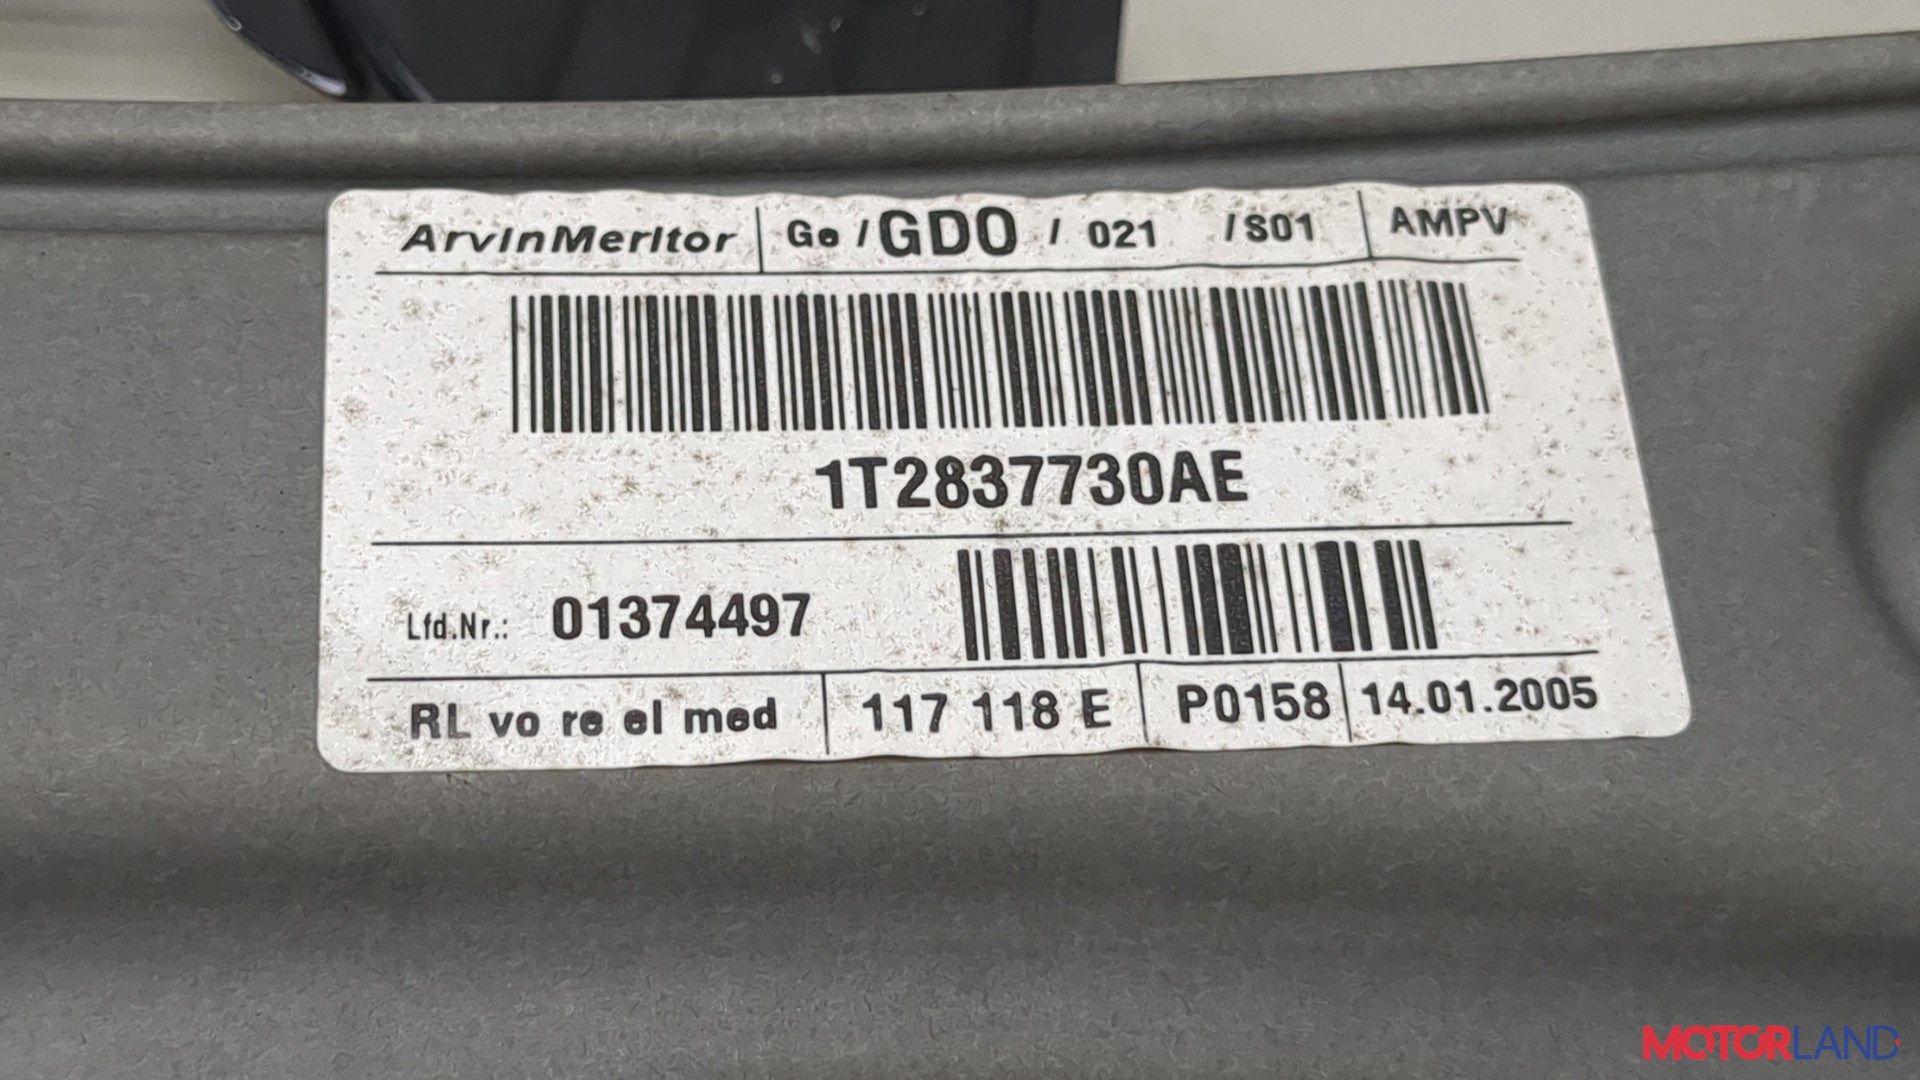 ArvinMeritor Ge /GDO / 021 /S01 AMPV
1T2837730AE
Lfd.Nr.: 01374497
RL vo re el med 117 118 E P0158 14.01.2005
MOTORLAND